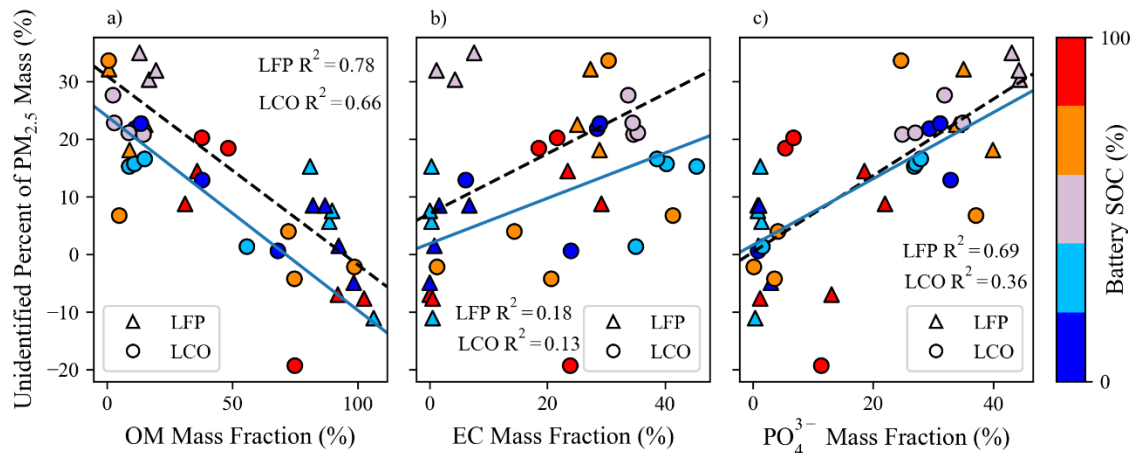 a)
b)
c)
Unidentified Percent of PM2.5 Mass (%)
30
20
10
0
−10
−20
LFP R² = 0.78
LCO R² = 0.66
LFP
LCO
0 50 100
OM Mass Fraction (%)
LFP R² = 0.18
LCO R² = 0.13
LFP
LCO
0 20 40
EC Mass Fraction (%)
LFP R² = 0.69
LCO R² = 0.36
LFP
LCO
0 20 40
PO₄³⁻ Mass Fraction (%)
100
0
Battery SOC (%)